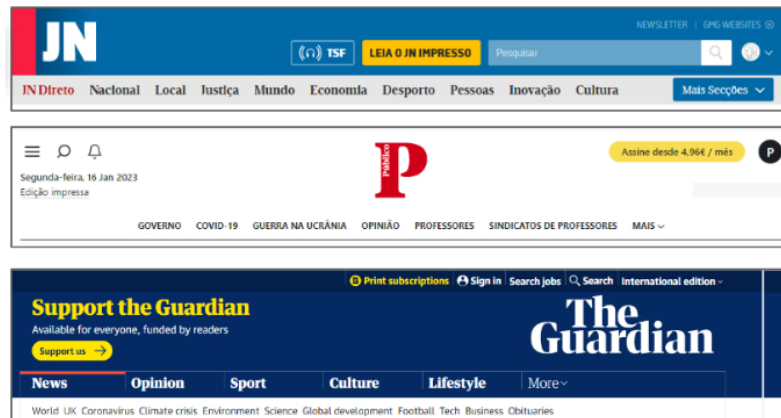 NEWSLETTER | GMG WEBSITES
JN
TSF
LEIA O JN IMPRESSO
Pesquisar
JN Direto Nacional Local Justiça Mundo Economia Desporto Pessoas Inovação Cultura Mais Secções
Público
P
Assine desde 4,96€ / mês
P
Segunda-feira, 16 Jan 2023
Edição impressa
GOVERNO COVID-19 GUERRA NA UCRÂNIA OPINIÃO PROFESSORES SINDICATOS DE PROFESSORES MAIS
Print subscriptions Sign in Search jobs Search International edition
Support the Guardian
Available for everyone, funded by readers
Support us
The
Guardian
News Opinion Sport Culture Lifestyle More
World UK Coronavirus Climate crisis Environment Science Global development Football Tech Business Obituaries